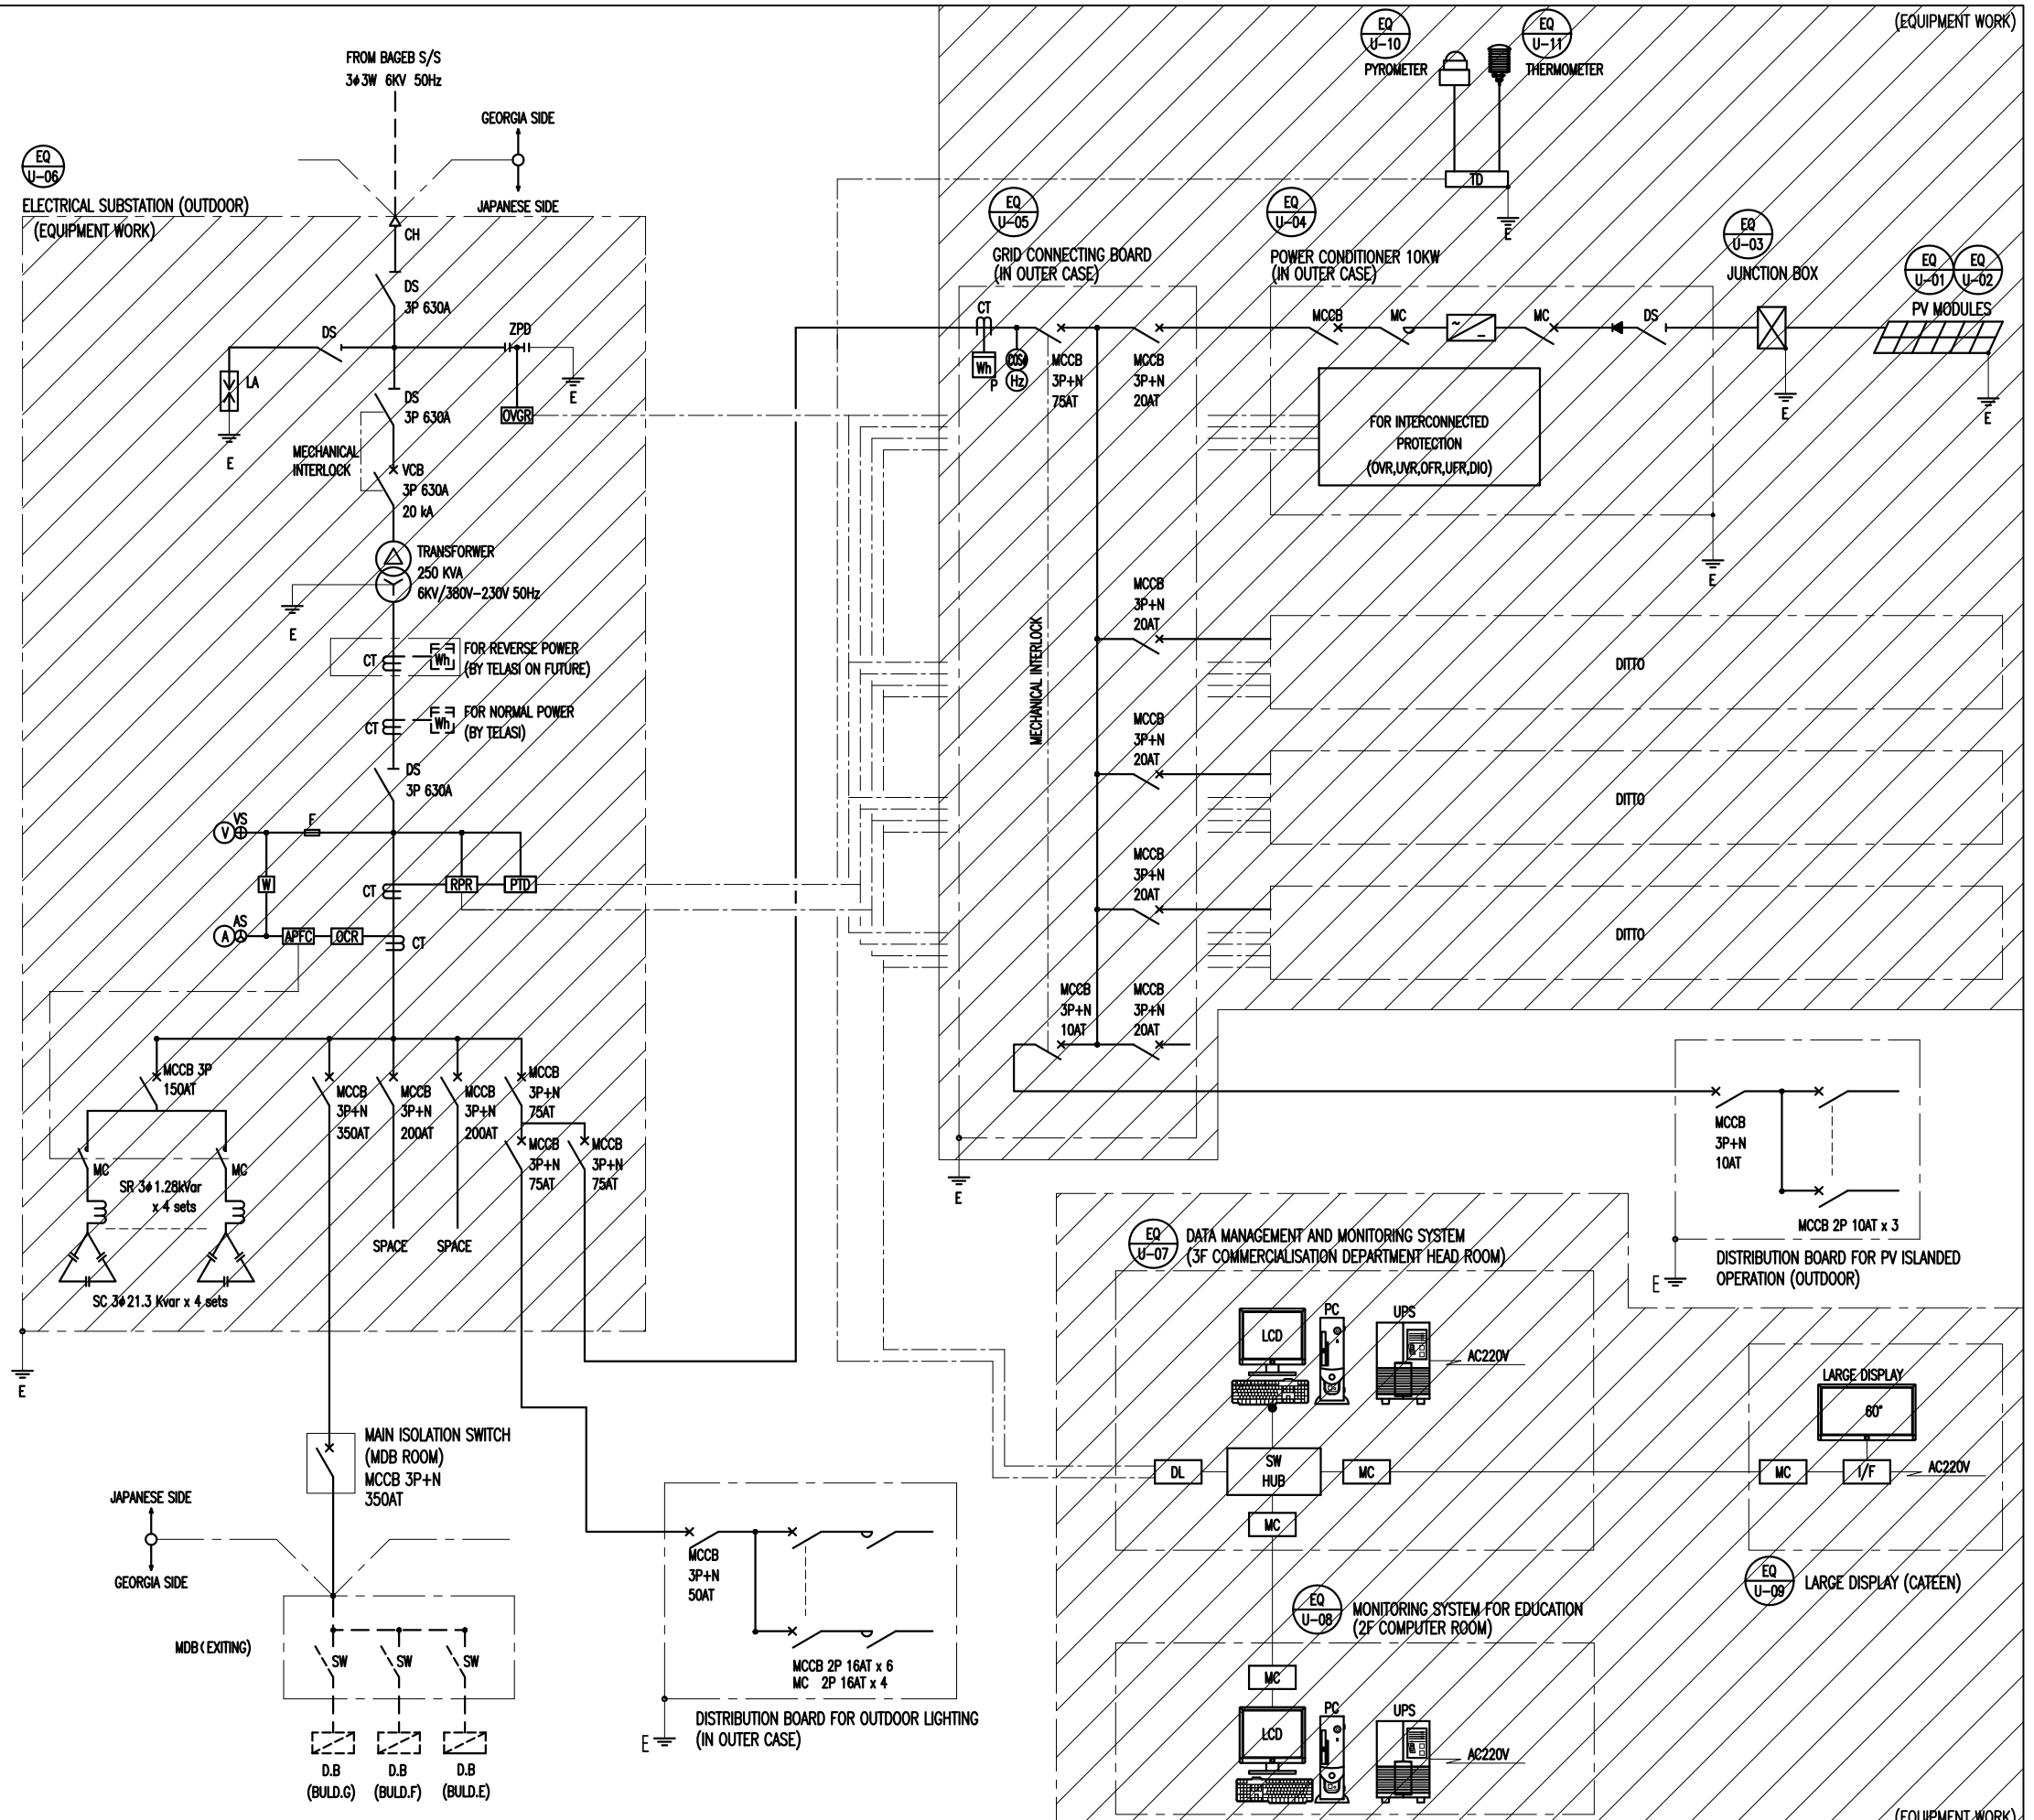 FROM BAGEB S/S
3φ3W 6KV 50Hz
GEORGIA SIDE
JAPANESE SIDE
EQ
U-06
ELECTRICAL SUBSTATION (OUTDOOR)
(EQUIPMENT WORK)
CH
DS
3P 630A
DS
ZPD
LA
E
E
OVGR
DS
3P 630A
MECHANICAL
INTERLOCK
VCB
3P 630A
20 kA
TRANSFORWER
250 KVA
6KV/380V-230V 50Hz
E
CT
Wh
FOR REVERSE POWER
(BY TELASI ON FUTURE)
CT
Wh
FOR NORMAL POWER
(BY TELASI)
DS
3P 630A
V
VS
F
W
CT
RPR
PTD
A
AS
APFC
OCR
CT
MCCB 3P
150AT
MCCB
3P+N
350AT
MCCB
3P+N
200AT
MCCB
3P+N
200AT
MCCB
3P+N
75AT
MCCB
3P+N
75AT
MCCB
3P+N
75AT
MC
MC
SR 3φ1.28kVar
x 4 sets
SPACE
SPACE
SC 3φ21.3 Kvar x 4 sets
E
MAIN ISOLATION SWITCH
(MDB ROOM)
MCCB 3P+N
350AT
JAPANESE SIDE
GEORGIA SIDE
MDB(EXITING)
SW
SW
SW
D.B
(BULD.G)
D.B
(BULD.F)
D.B
(BULD.E)
MCCB
3P+N
50AT
MCCB 2P 16AT x 6
MC 2P 16AT x 4
E
DISTRIBUTION BOARD FOR OUTDOOR LIGHTING
(IN OUTER CASE)
(EQUIPMENT WORK)
EQ
U-10
PYROMETER
EQ
U-11
THERMOMETER
TD
E
EQ
U-05
GRID CONNECTING BOARD
(IN OUTER CASE)
EQ
U-04
POWER CONDITIONER 10KW
(IN OUTER CASE)
EQ
U-03
JUNCTION BOX
EQ
U-01
EQ
U-02
PV MODULES
CT
Wh
P
COSφ
Hz
MCCB
3P+N
75AT
MCCB
3P+N
20AT
MCCB
MC
MC
DS
E
E
FOR INTERCONNECTED
PROTECTION
(OVR,UVR,OFR,UFR,DIO)
E
MECHANICAL INTERLOCK
MCCB
3P+N
20AT
DITTO
MCCB
3P+N
20AT
DITTO
MCCB
3P+N
20AT
DITTO
MCCB
3P+N
10AT
MCCB
3P+N
20AT
E
MCCB
3P+N
10AT
MCCB 2P 10AT x 3
E
DISTRIBUTION BOARD FOR PV ISLANDED
OPERATION (OUTDOOR)
EQ
U-07
DATA MANAGEMENT AND MONITORING SYSTEM
(3F COMMERCIALISATION DEPARTMENT HEAD ROOM)
LCD
PC
UPS
AC220V
DL
SW
HUB
MC
MC
LARGE DISPLAY
60"
MC
I/F
AC220V
EQ
U-09
LARGE DISPLAY (CATEEN)
EQ
U-08
MONITORING SYSTEM FOR EDUCATION
(2F COMPUTER ROOM)
MC
LCD
PC
UPS
AC220V
(EQUIPMENT WORK)